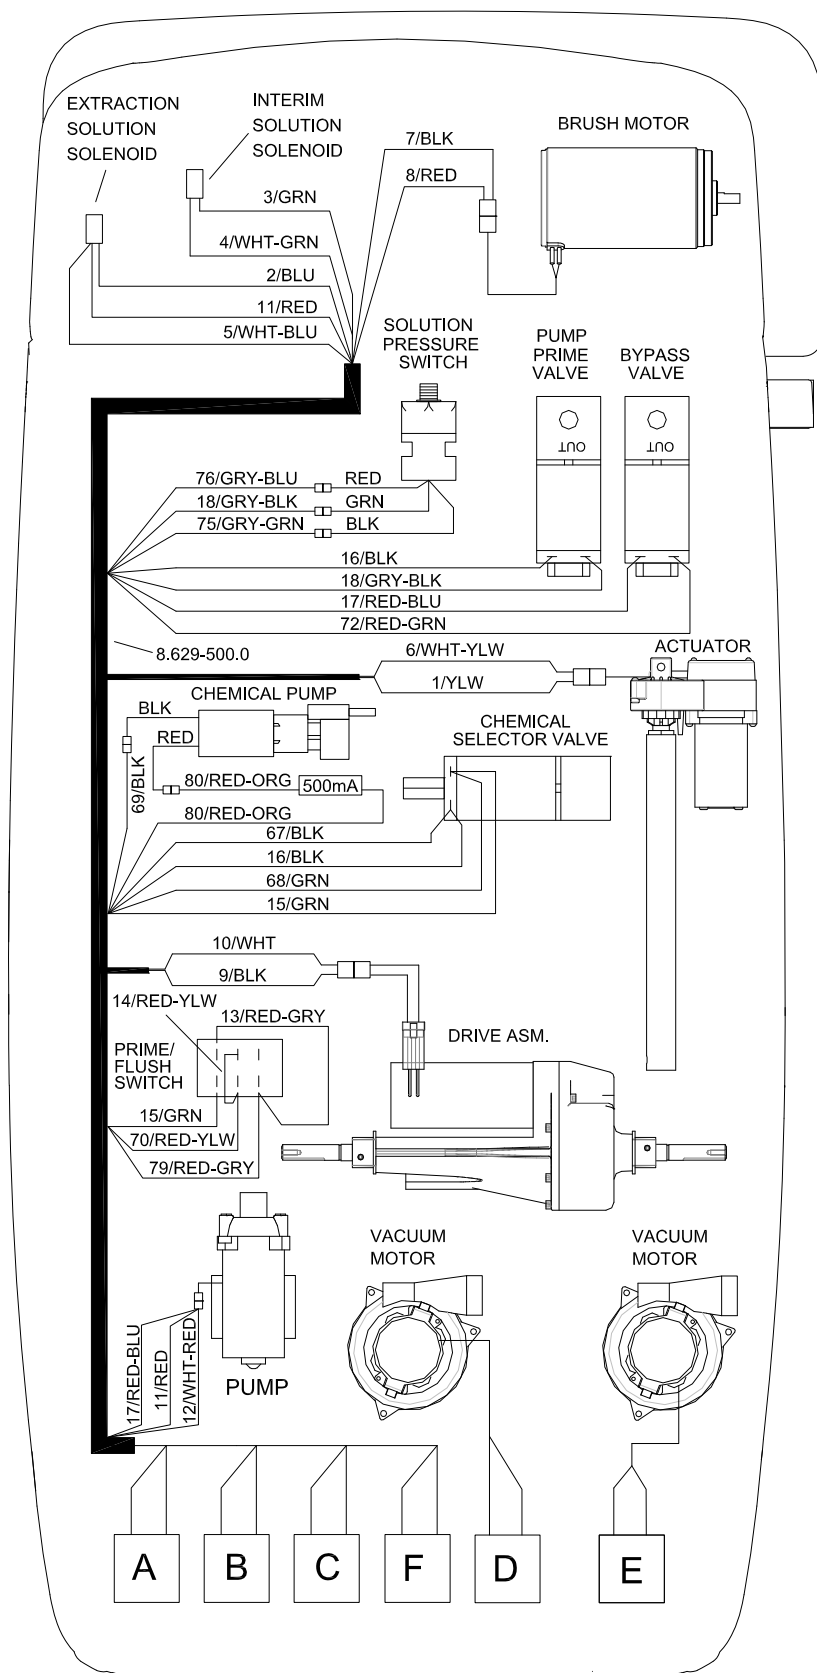 EXTRACTION
SOLUTION
SOLENOID
INTERIM
SOLUTION
SOLENOID
7/BLK
8/RED
BRUSH MOTOR
3/GRN
4/WHT-GRN
2/BLU
11/RED
5/WHT-BLU
SOLUTION
PRESSURE
SWITCH
PUMP
PRIME
VALVE
BYPASS
VALVE
OUT
OUT
76/GRY-BLU
RED
18/GRY-BLK
GRN
75/GRY-GRN
BLK
16/BLK
18/GRY-BLK
17/RED-BLU
72/RED-GRN
8.629-500.0
6/WHT-YLW
1/YLW
ACTUATOR
CHEMICAL PUMP
BLK
RED
69/BLK
80/RED-ORG
500mA
80/RED-ORG
CHEMICAL
SELECTOR VALVE
67/BLK
16/BLK
68/GRN
15/GRN
10/WHT
9/BLK
14/RED-YLW
13/RED-GRY
PRIME/
FLUSH
SWITCH
DRIVE ASM.
15/GRN
70/RED-YLW
79/RED-GRY
17/RED-BLU
11/RED
12/WHT-RED
PUMP
VACUUM
MOTOR
VACUUM
MOTOR
A
B
C
F
D
E